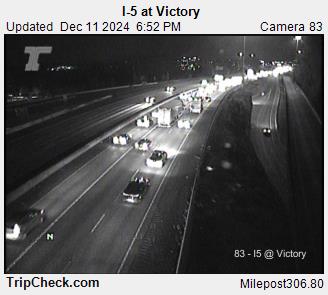 I-5 at Victory
Updated Dec 11 2024 6:52 PM Camera 83
T
N
83 - I5 @ Victory
TripCheck.com Milepost306.80